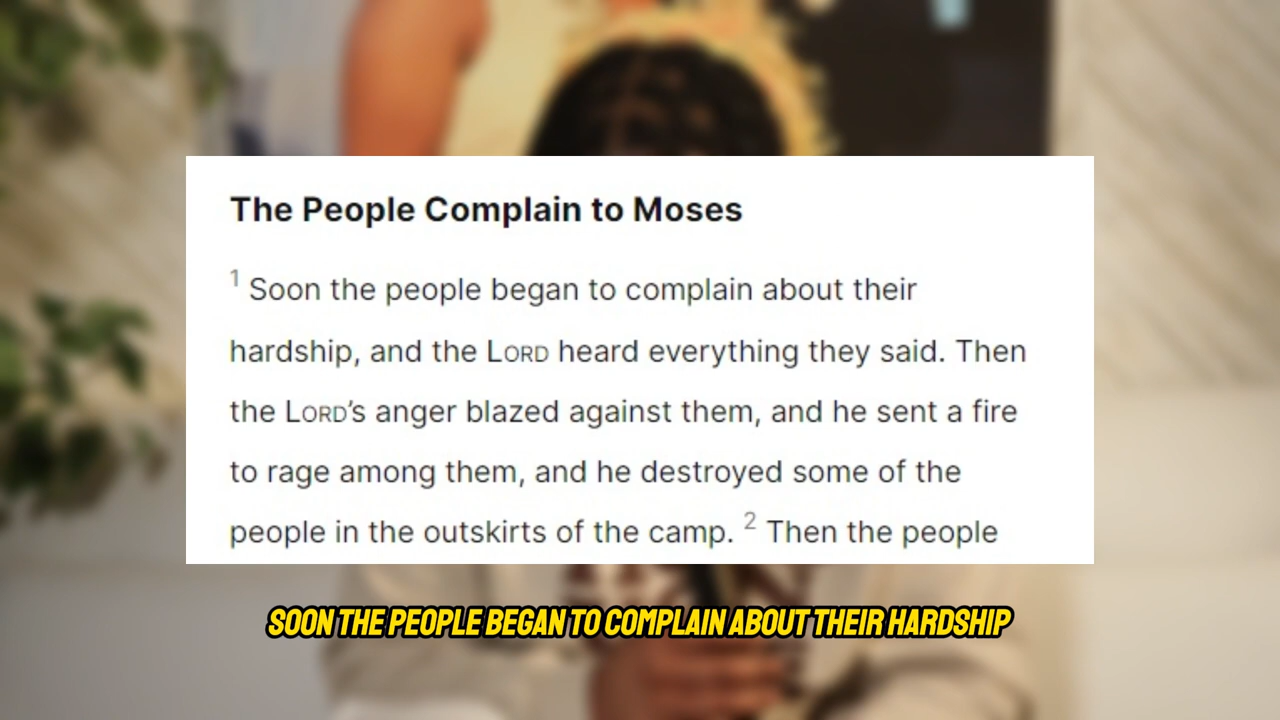 The People Complain to Moses
1 Soon the people began to complain about their
hardship, and the LORD heard everything they said. Then
the LORD’s anger blazed against them, and he sent a fire
to rage among them, and he destroyed some of the
people in the outskirts of the camp. 2 Then the people
SOON THE PEOPLE BEGAN TO COMPLAIN ABOUT THEIR HARDSHIP